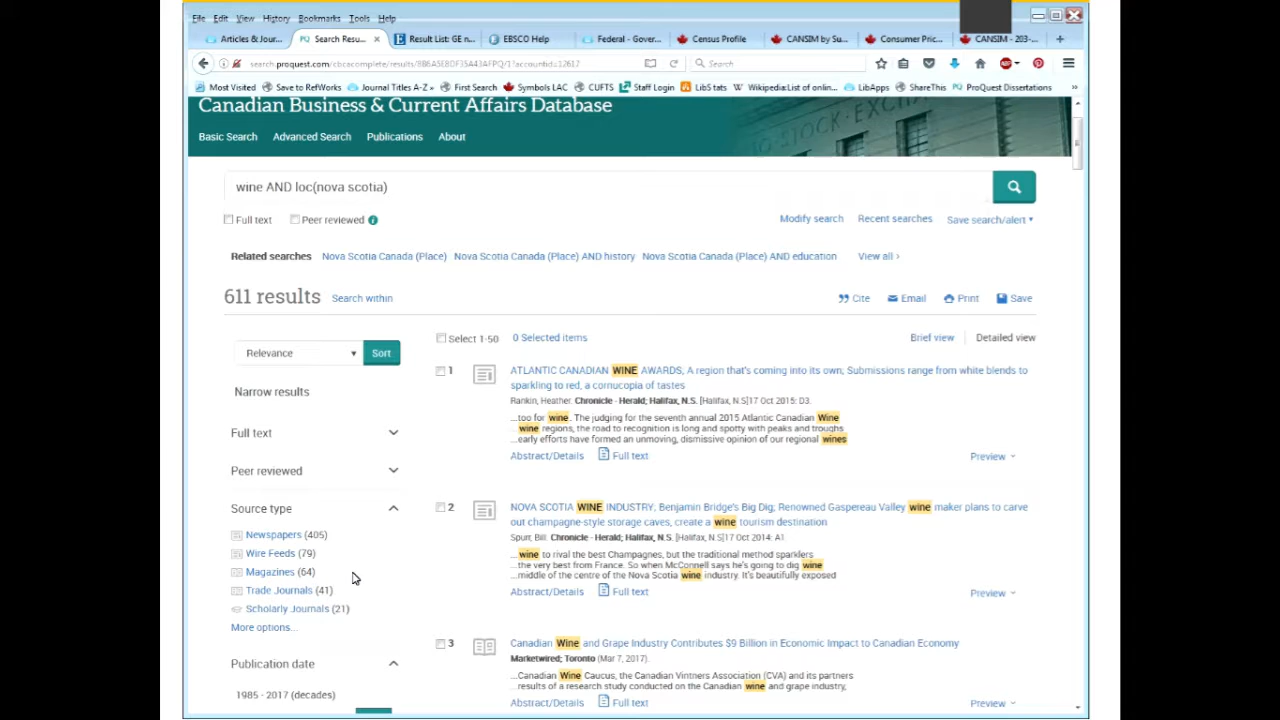 File Edit View History Bookmarks Tools Help
Articles & Jour... Search Resu... × Result List: GE n... EBSCO Help Federal - Gover... Census Profile CANSIM by Su... Consumer Pric... CANSIM - 203-...
search.proquest.com/cbcacomplete/results/ Search
Most Visited Save to RefWorks Journal Titles A-Z » First Search Symbols LAC CUFTS Staff Login LibS tats Wikipedia:List of onlin... LibApps ShareThis ProQuest Dissertations »
Canadian Business & Current Affairs Database
Basic Search Advanced Search Publications About
STOCK EXCH
wine AND loc(nova scotia)
Full text Peer reviewed
Modify search Recent searches Save search/alert
Related searches Nova Scotia Canada (Place) Nova Scotia Canada (Place) AND history Nova Scotia Canada (Place) AND education View all ›
611 results Search within
Cite Email Print Save
Select 1-50 0 Selected items Brief view Detailed view
Relevance Sort
Narrow results
Full text
Peer reviewed
Source type
Newspapers (405)
Wire Feeds (79)
Magazines (64)
Trade Journals (41)
Scholarly Journals (21)
More options...
Publication date
1985 - 2017 (decades)
1
ATLANTIC CANADIAN WINE AWARDS, A region that's coming into its own; Submissions range from white blends to
sparkling to red, a cornucopia of tastes
Rankin, Heather. Chronicle - Herald; Halifax, N.S. [Halifax, N.S]17 Oct 2015: D3.
...too for wine. The judging for the seventh annual 2015 Atlantic Canadian Wine
...wine regions, the road to recognition is long and spotty with peaks and troughs
...early efforts have formed an unmoving, dismissive opinion of our regional wines
Abstract/Details Full text Preview
2
NOVA SCOTIA WINE INDUSTRY; Benjamin Bridge's Big Dig; Renowned Gaspereau Valley wine maker plans to carve
out champagne-style storage caves, create a wine tourism destination
Spurr, Bill. Chronicle - Herald; Halifax, N.S. [Halifax, N.S]17 Oct 2014: A1.
...wine to rival the best Champagnes, but the traditional method sparklers
...the very best from France. So when McConnell says he's going to dig wine
...middle of the centre of the Nova Scotia wine industry. It's beautifully exposed
Abstract/Details Full text Preview
3
Canadian Wine and Grape Industry Contributes $9 Billion in Economic Impact to Canadian Economy
Marketwired; Toronto (Mar 7, 2017).
...Canadian Wine Caucus, the Canadian Vintners Association (CVA) and its partners
...results of a research study conducted on the Canadian wine and grape industry,
Abstract/Details Full text Preview